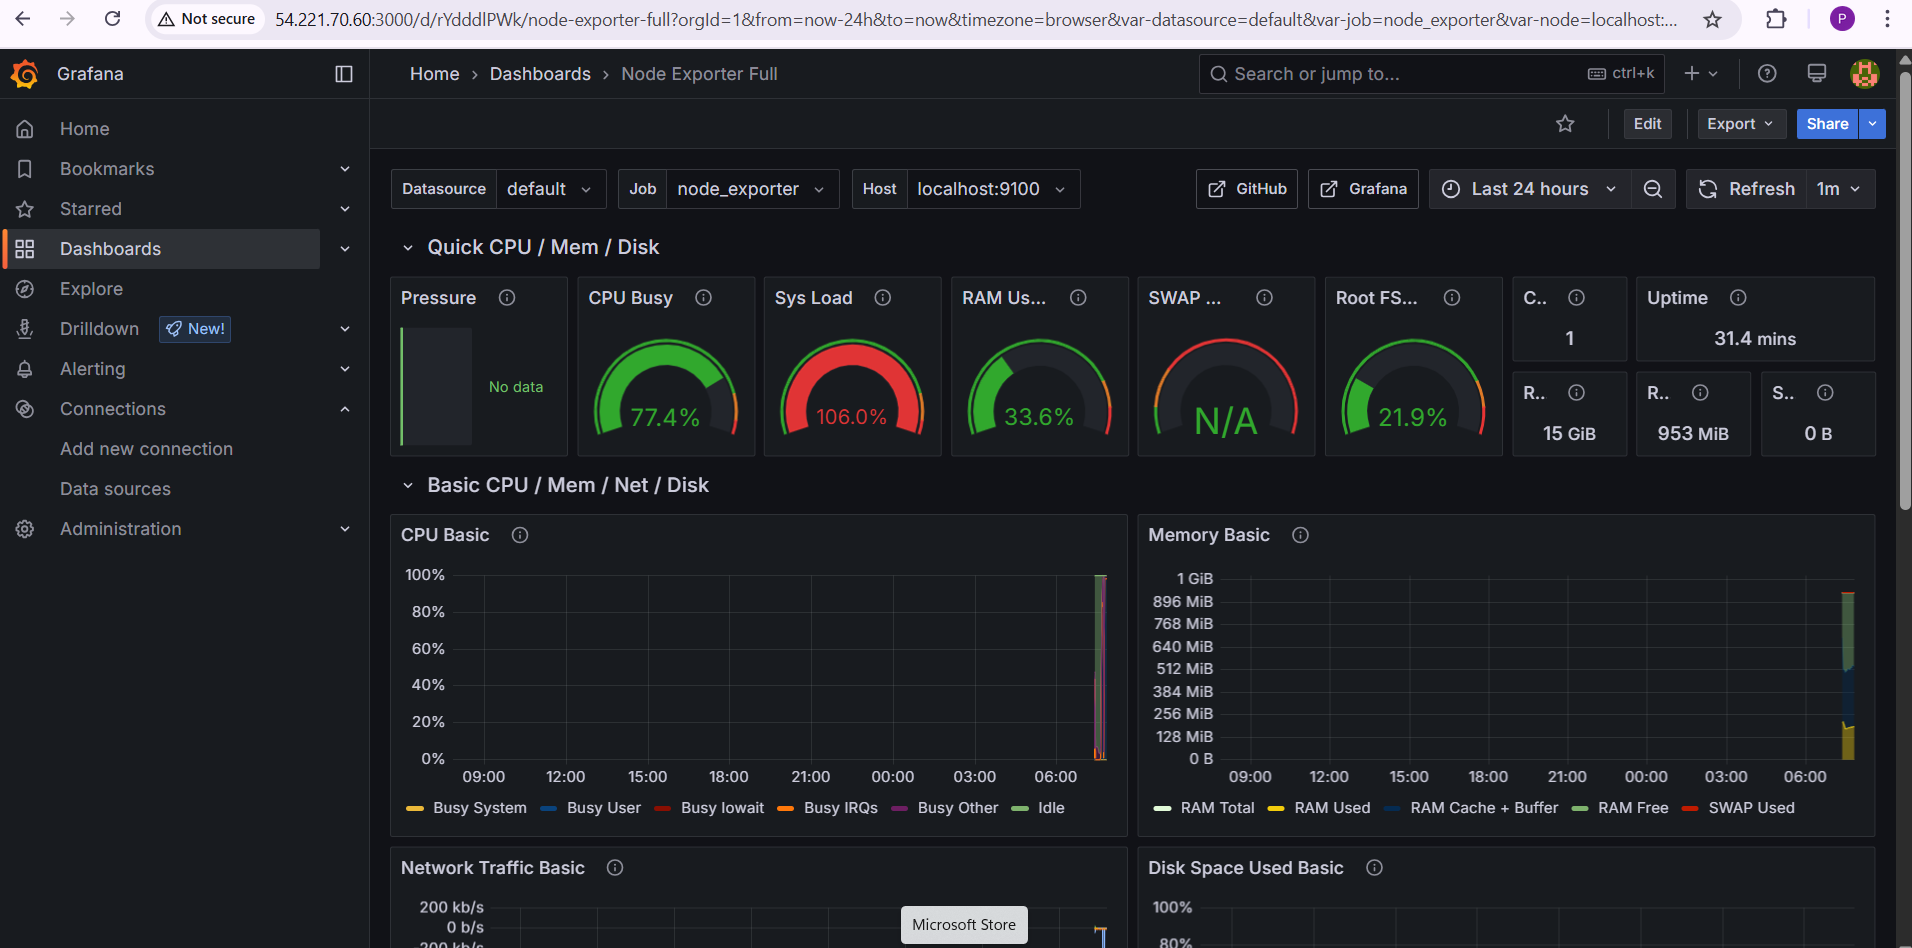 Not secure 54.221.70.60:3000/d/rYdddlPWk/node-exporter-full?orgId=1&from=now-24h&to=now&timezone=browser&var-datasource=default&var-job=node_exporter&var-node=localhost:... P
Grafana
Home › Dashboards › Node Exporter Full
Search or jump to... ctrl+k
Edit Export Share
Home
Bookmarks
Starred
Dashboards
Explore
Drilldown New!
Alerting
Connections
Add new connection
Data sources
Administration
Datasource default Job node_exporter Host localhost:9100 GitHub Grafana Last 24 hours Refresh 1m
Quick CPU / Mem / Disk
Pressure
No data
CPU Busy
77.4%
Sys Load
106.0%
RAM Us...
33.6%
SWAP ...
N/A
Root FS...
21.9%
C..
1
Uptime
31.4 mins
R..
15 GiB
R..
953 MiB
S..
0 B
Basic CPU / Mem / Net / Disk
CPU Basic
100%
80%
60%
40%
20%
0%
09:00 12:00 15:00 18:00 21:00 00:00 03:00 06:00
Busy System Busy User Busy Iowait Busy IRQs Busy Other Idle
Memory Basic
1 GiB
896 MiB
768 MiB
640 MiB
512 MiB
384 MiB
256 MiB
128 MiB
0 B
09:00 12:00 15:00 18:00 21:00 00:00 03:00 06:00
RAM Total RAM Used RAM Cache + Buffer RAM Free SWAP Used
Network Traffic Basic
200 kb/s
0 b/s
-200 kb/s
Disk Space Used Basic
100%
80%
Microsoft Store